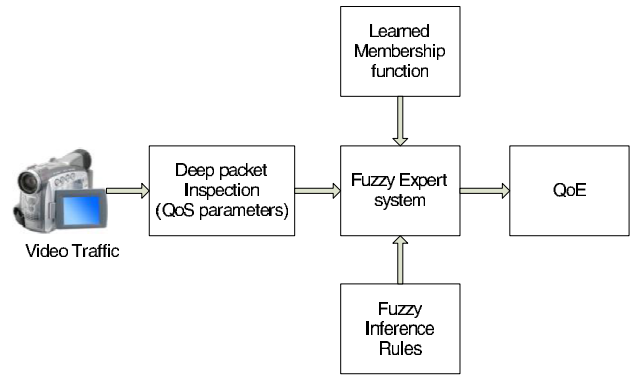 Learned
Membership
function
Deep packet
Inspection
(QoS parameters)
Fuzzy Expert
system
QoE
Video Traffic
Fuzzy
Inference
Rules